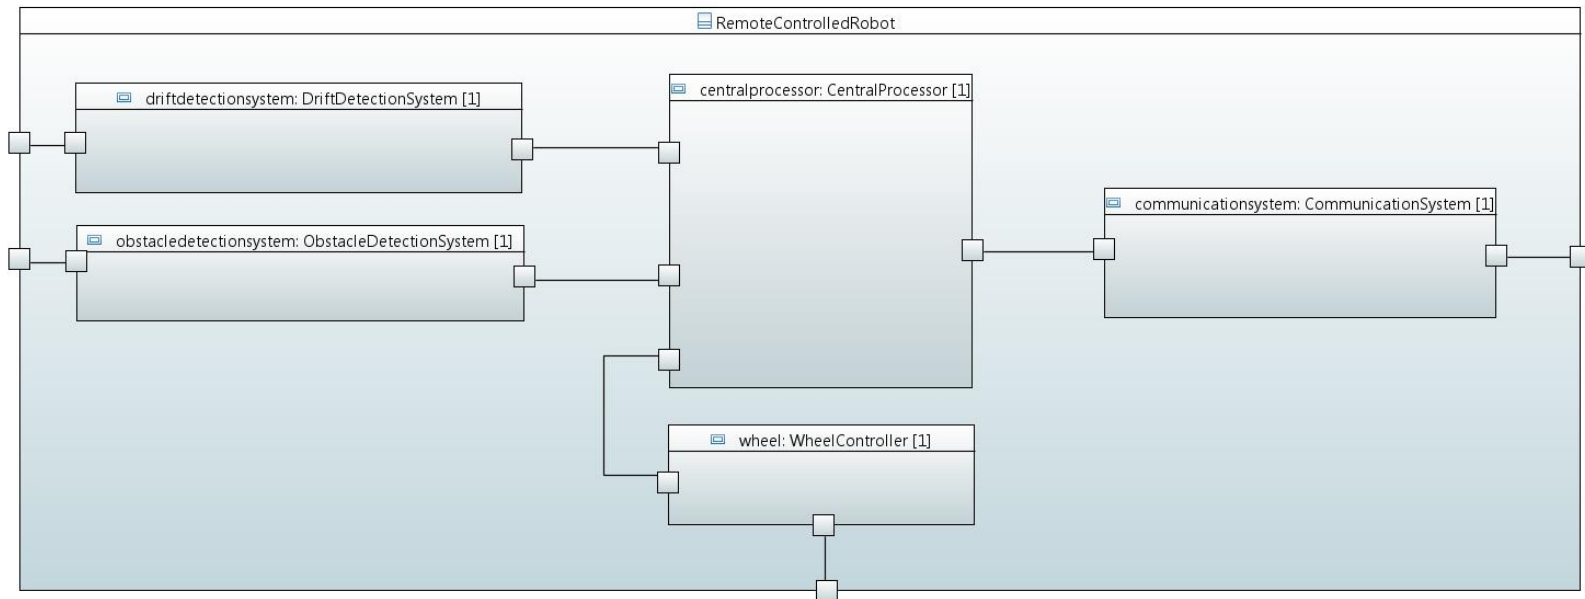 RemoteControlledRobot
driftdetectionsystem: DriftDetectionSystem [1]
centralprocessor: CentralProcessor [1]
communicationsystem: CommunicationSystem [1]
obstacledetectionsystem: ObstacleDetectionSystem [1]
wheel: WheelController [1]